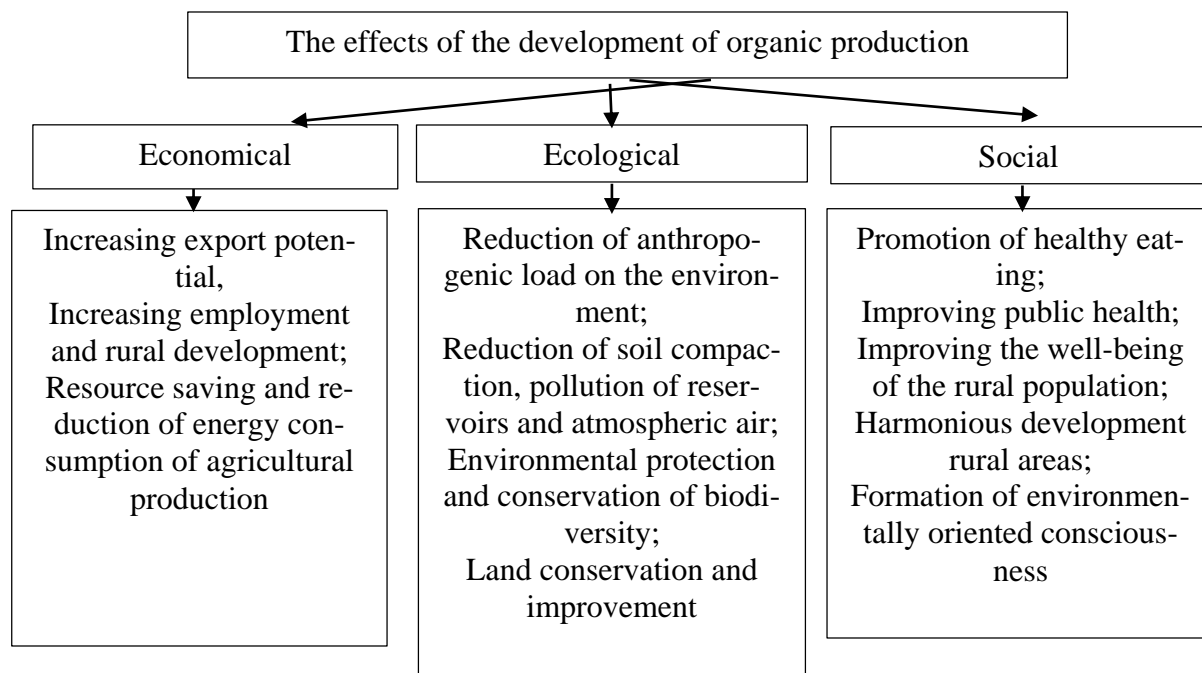 The effects of the development of organic production
Economical
Ecological
Social
Increasing export poten-
tial,
Increasing employment
and rural development;
Resource saving and re-
duction of energy con-
sumption of agricultural
production
Reduction of anthropo-
genic load on the environ-
ment;
Reduction of soil compac-
tion, pollution of reser-
voirs and atmospheric air;
Environmental protection
and conservation of biodi-
versity;
Land conservation and
improvement
Promotion of healthy eat-
ing;
Improving public health;
Improving the well-being
of the rural population;
Harmonious development
rural areas;
Formation of environmen-
tally oriented conscious-
ness